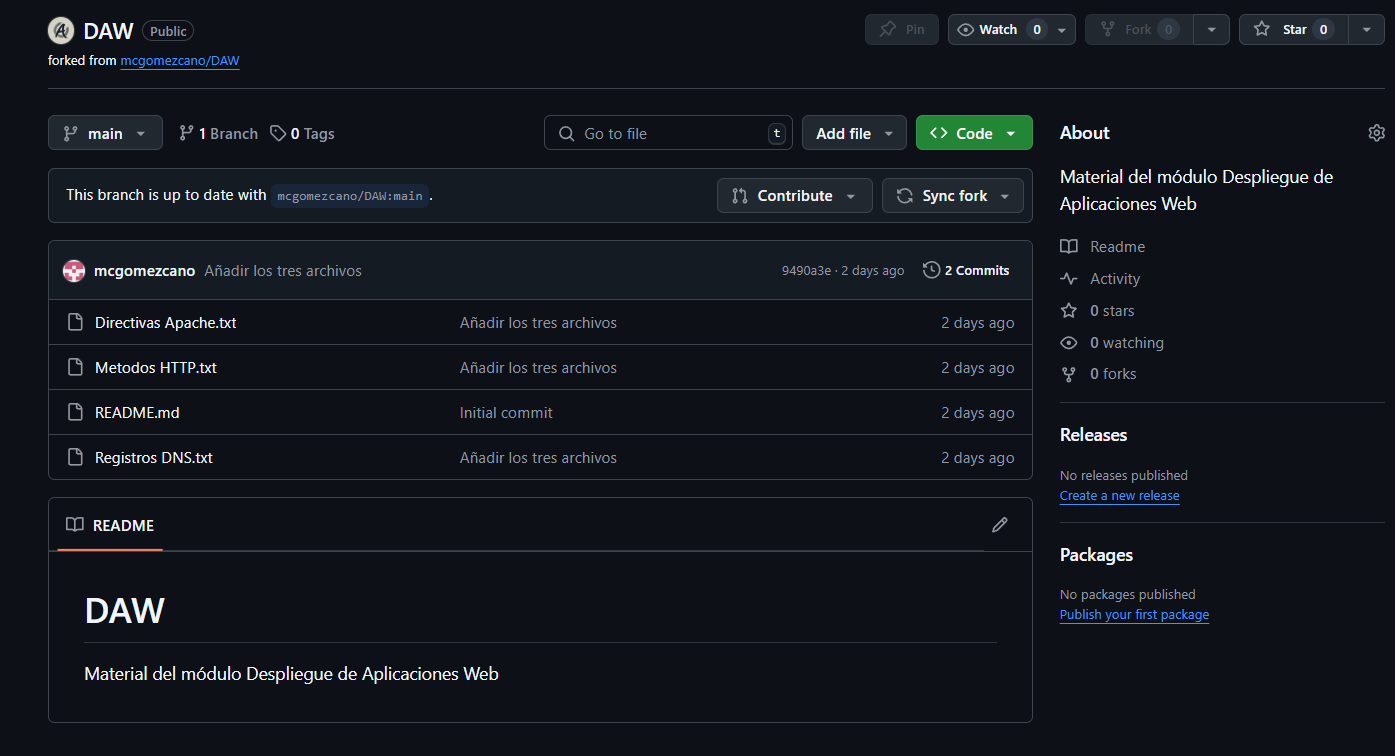 DAW Public
Pin
Watch 0
Fork 0
Star 0
forked from mcgomezcano/DAW
main
1 Branch
0 Tags
Go to file t
Add file
Code
This branch is up to date with mcgomezcano/DAW:main .
Contribute
Sync fork
mcgomezcano Añadir los tres archivos 9490a3e · 2 days ago 2 Commits
Directivas Apache.txt Añadir los tres archivos 2 days ago
Metodos HTTP.txt Añadir los tres archivos 2 days ago
README.md Initial commit 2 days ago
Registros DNS.txt Añadir los tres archivos 2 days ago
README
DAW
Material del módulo Despliegue de Aplicaciones Web
About
Material del módulo Despliegue de
Aplicaciones Web
Readme
Activity
0 stars
0 watching
0 forks
Releases
No releases published
Create a new release
Packages
No packages published
Publish your first package